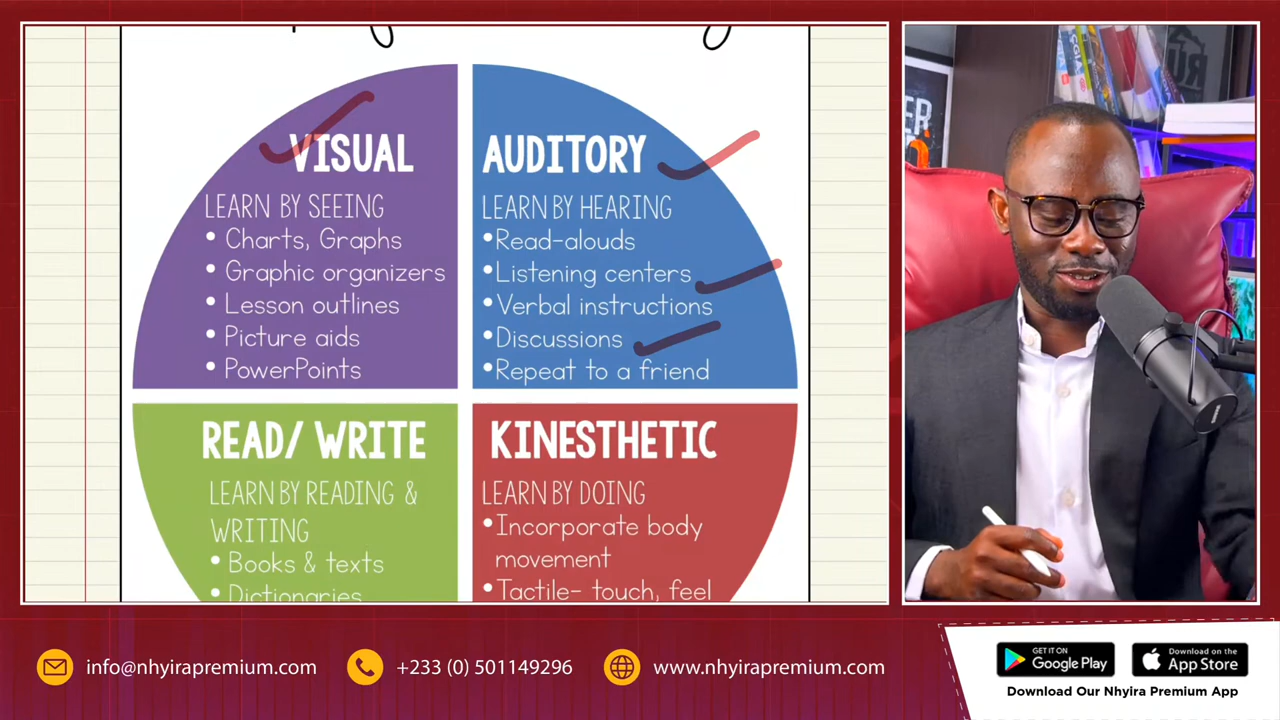 VISUAL
LEARN BY SEEING
• Charts, Graphs
• Graphic organizers
• Lesson outlines
• Picture aids
• PowerPoints
AUDITORY
LEARN BY HEARING
• Read-alouds
• Listening centers
• Verbal instructions
• Discussions
• Repeat to a friend
READ/ WRITE
LEARN BY READING &
WRITING
• Books & texts
• Dictionaries
KINESTHETIC
LEARN BY DOING
• Incorporate body
movement
• Tactile- touch, feel
info@nhyirapremium.com
+233 (0) 501149296
www.nhyirapremium.com
GET IT ON
Google Play
Download on the
App Store
Download Our Nhyira Premium App